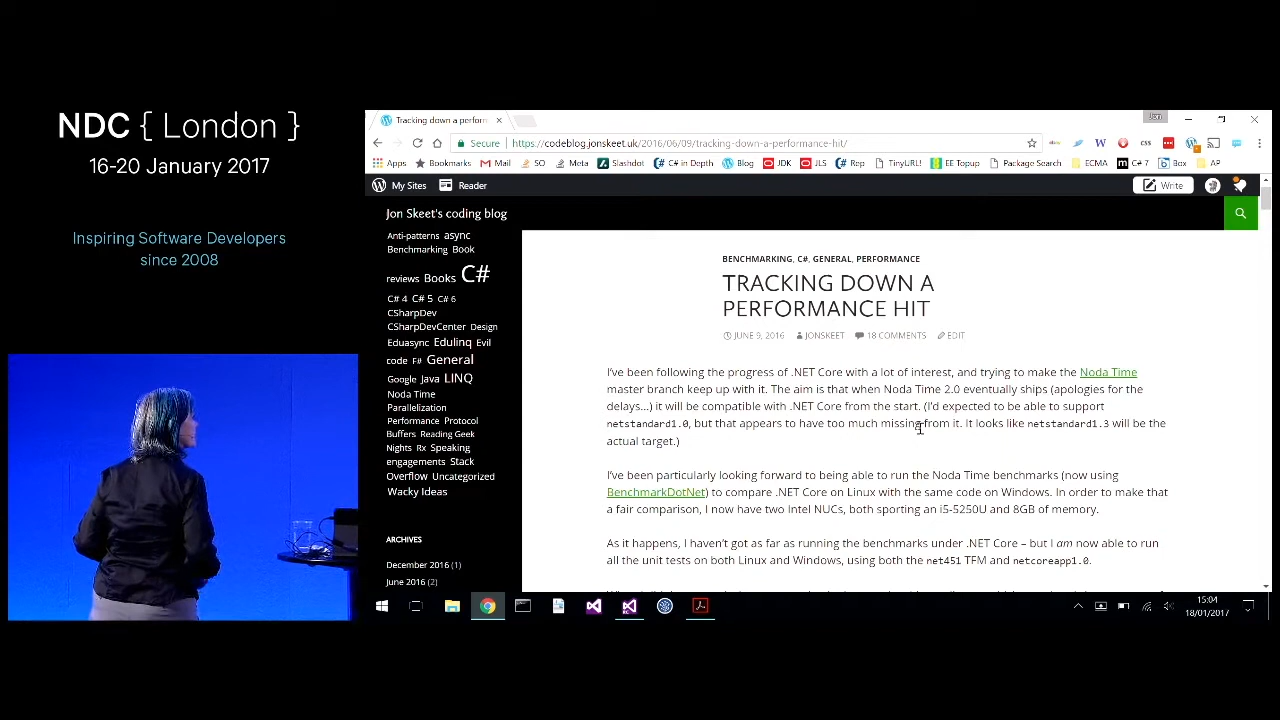 NDC { London }
16-20 January 2017
Inspiring Software Developers
since 2008
Tracking down a perform
Jon
Secure
https://codeblog.jonskeet.uk/2016/06/09/tracking-down-a-performance-hit/
Apps Bookmarks Mail SO Meta Slashdot C# in Depth Blog JDK JLS Rep TinyURL! EE Topup Package Search ECMA C# 7 Box AP
My Sites Reader Write
Jon Skeet's coding blog
Anti-patterns async
Benchmarking Book
reviews Books C#
C# 4 C# 5 C# 6
CSharpDev
CSharpDevCenter Design
Eduasync Edulinq Evil
code F# General
Google Java LINQ
Noda Time
Parallelization
Performance Protocol
Buffers Reading Geek
Nights Rx Speaking
engagements Stack
Overflow Uncategorized
Wacky Ideas
ARCHIVES
December 2016 (1)
June 2016 (2)
BENCHMARKING, C#, GENERAL, PERFORMANCE
TRACKING DOWN A
PERFORMANCE HIT
JUNE 9, 2016 JONSKEET 18 COMMENTS EDIT
I've been following the progress of .NET Core with a lot of interest, and trying to make the Noda Time
master branch keep up with it. The aim is that when Noda Time 2.0 eventually ships (apologies for the
delays…) it will be compatible with .NET Core from the start. (I'd expected to be able to support
netstandard1.0, but that appears to have too much missing from it. It looks like netstandard1.3 will be the
actual target.)
I've been particularly looking forward to being able to run the Noda Time benchmarks (now using
BenchmarkDotNet) to compare .NET Core on Linux with the same code on Windows. In order to make that
a fair comparison, I now have two Intel NUCs, both sporting an i5-5250U and 8GB of memory.
As it happens, I haven't got as far as running the benchmarks under .NET Core – but I am now able to run
all the unit tests on both Linux and Windows, using both the net451 TFM and netcoreapp1.0.
15:04
18/01/2017